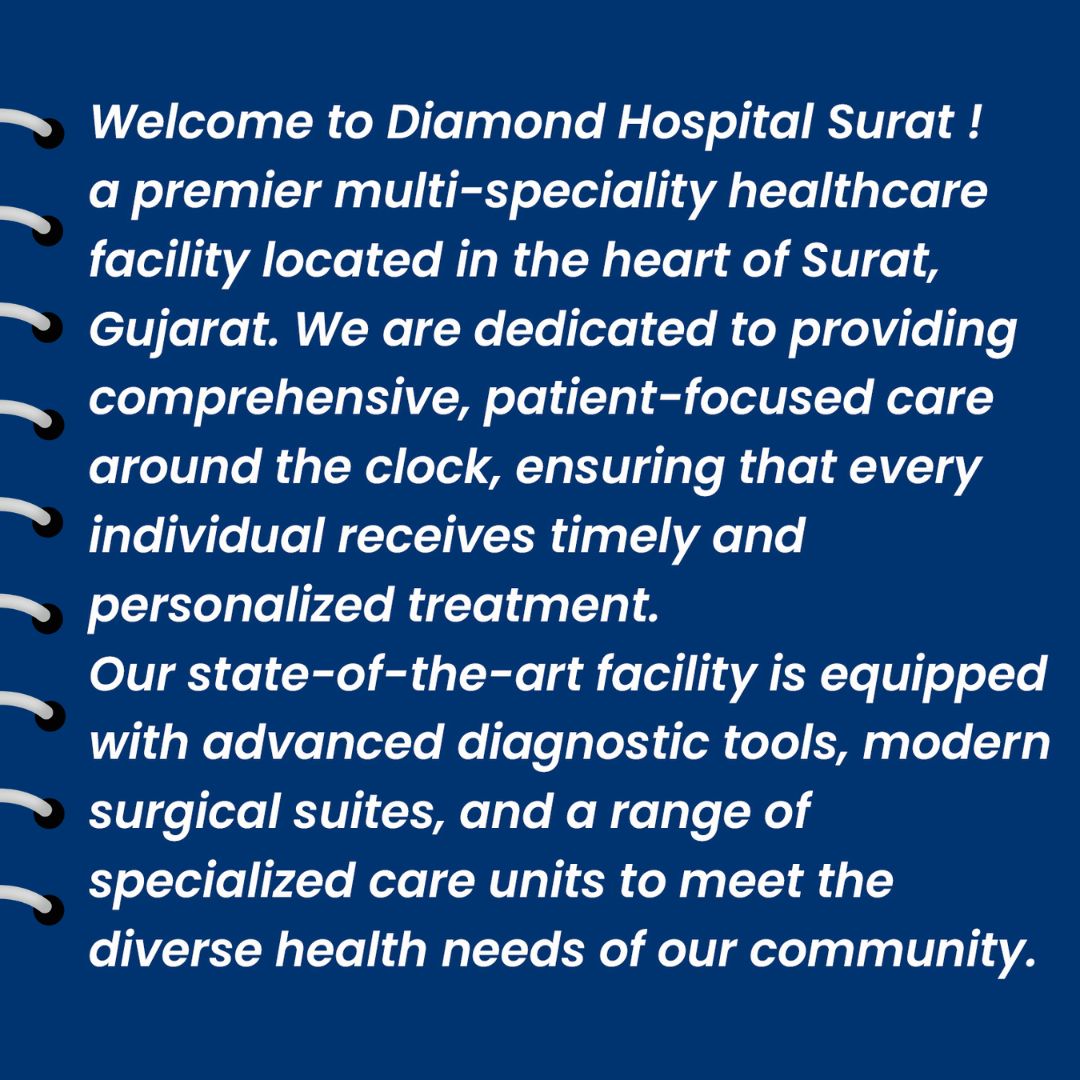 Welcome to Diamond Hospital Surat !
a premier multi-speciality healthcare
facility located in the heart of Surat,
Gujarat. We are dedicated to providing
comprehensive, patient-focused care
around the clock, ensuring that every
individual receives timely and
personalized treatment.
Our state-of-the-art facility is equipped
with advanced diagnostic tools, modern
surgical suites, and a range of
specialized care units to meet the
diverse health needs of our community.